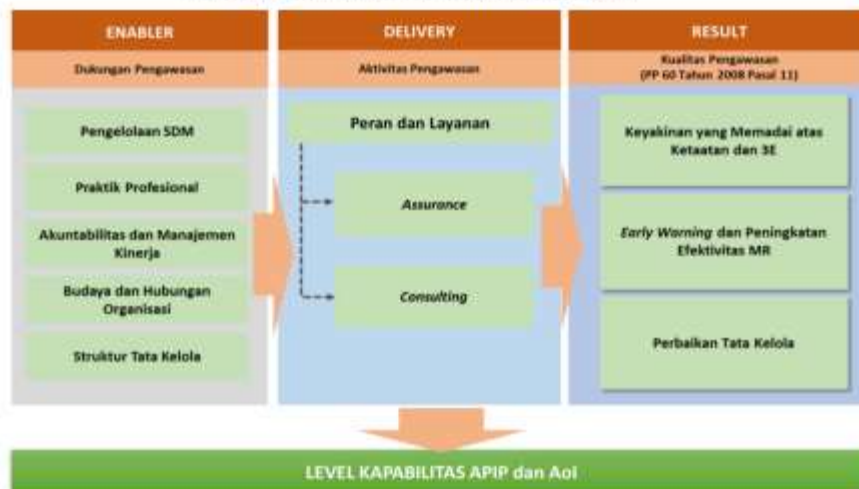 ENABLER
Dukungan Pengawasan
Pengelolaan SDM
Praktik Profesional
Akuntabilitas dan Manajemen
Kinerja
Budaya dan Hubungan
Organisasi
Struktur Tata Kelola
DELIVERY
Aktivitas Pengawasan
Peran dan Layanan
Assurance
Consulting
RESULT
Kualitas Pengawasan
(PP 60 Tahun 2008 Pasal 11)
Keyakinan yang Memadai atas
Ketaatan dan 3E
Early Warning dan Peningkatan
Efektivitas MR
Perbaikan Tata Kelola
LEVEL KAPABILITAS APIP dan AoI